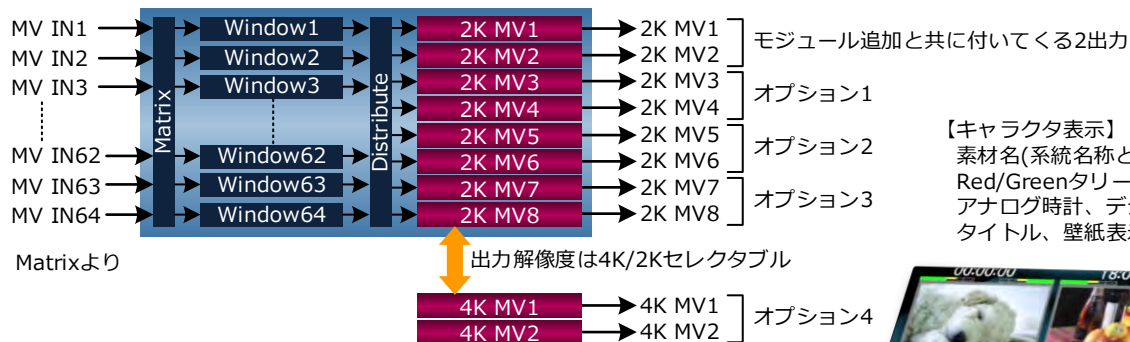 MV IN1
MV IN2
MV IN3
MV IN62
MV IN63
MV IN64
Matrixより
Matrix
Window1
Window2
Window3
Window62
Window63
Window64
Distribute
2K MV1
2K MV2
2K MV3
2K MV4
2K MV5
2K MV6
2K MV7
2K MV8
2K MV1
2K MV2
2K MV3
2K MV4
2K MV5
2K MV6
2K MV7
2K MV8
モジュール追加と共に付いてくる2出力
オプション1
オプション2
オプション3
出力解像度は4K/2Kセレクタブル
4K MV1
4K MV2
4K MV1
4K MV2
オプション4
【キャラクタ表示】
素材名(系統名称と
Red/Greenタリー
アナログ時計、デ
タイトル、壁紙表
00:00:00